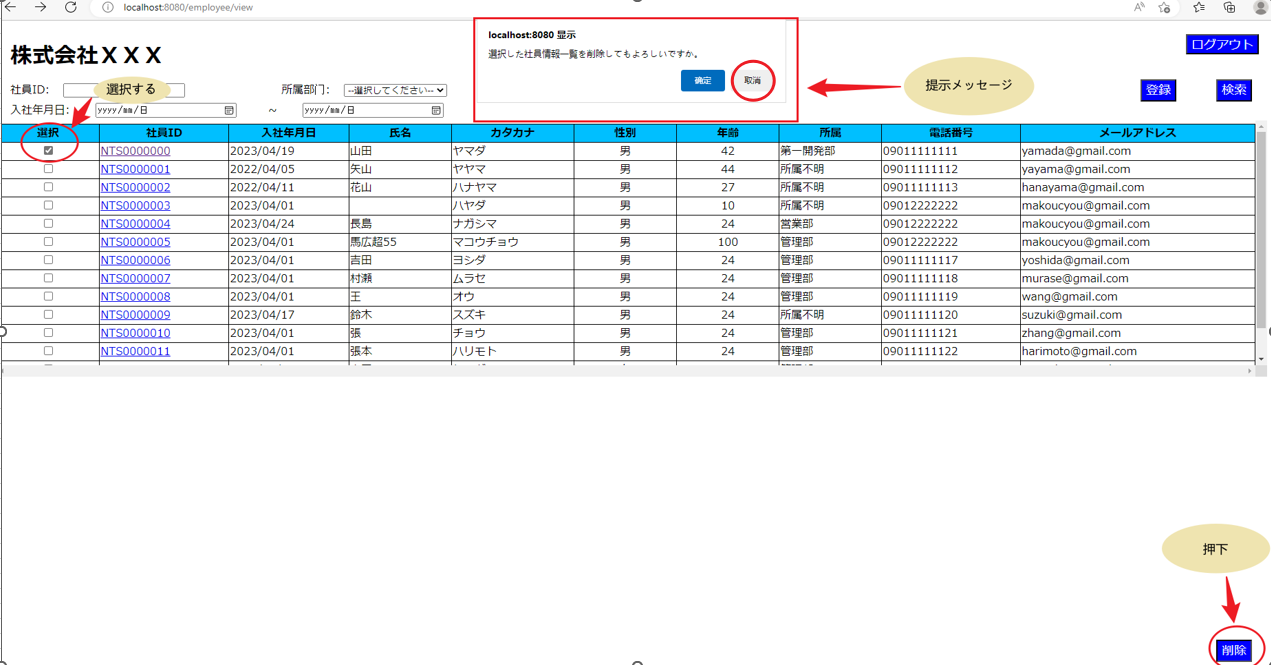 localhost:8080/employee/view
localhost:8080 显示
選択した社員情報一覧を削除してもよろしいですか。
确定 取消
提示メッセージ
株式会社ＸＸＸ
ログアウト
社員ID: 選択する 所属部门: --選択してください--
登録 検索
入社年月日: yyyy/mm/日 ~ yyyy/mm/日
選択 社員ID 入社年月日 氏名 カタカナ 性别 年齢 所属 電話番号 メールアドレス
NTS0000000 2023/04/19 山田 ヤマダ 男 42 第一開発部 09011111111 yamada@gmail.com
NTS0000001 2022/04/05 矢山 ヤヤマ 男 44 所属不明 09011111112 yayama@gmail.com
NTS0000002 2022/04/11 花山 ハナヤマ 男 27 所属不明 09011111113 hanayama@gmail.com
NTS0000003 2023/04/01 ハヤダ 男 10 所属不明 09012222222 makoucyou@gmail.com
NTS0000004 2023/04/24 長島 ナガシマ 男 24 営業部 09012222222 makoucyou@gmail.com
NTS0000005 2023/04/01 馬広超55 マコウチョウ 男 100 管理部 09012222222 makoucyou@gmail.com
NTS0000006 2023/04/01 吉田 ヨシダ 男 24 管理部 09011111117 yoshida@gmail.com
NTS0000007 2023/04/01 村瀬 ムラセ 男 24 管理部 09011111118 murase@gmail.com
NTS0000008 2023/04/01 王 オウ 男 24 管理部 09011111119 wang@gmail.com
NTS0000009 2023/04/17 鈴木 スズキ 男 24 所属不明 09011111120 suzuki@gmail.com
NTS0000010 2023/04/01 張 チョウ 男 24 管理部 09011111121 zhang@gmail.com
NTS0000011 2023/04/01 張本 ハリモト 男 24 管理部 09011111122 harimoto@gmail.com
押下
削除